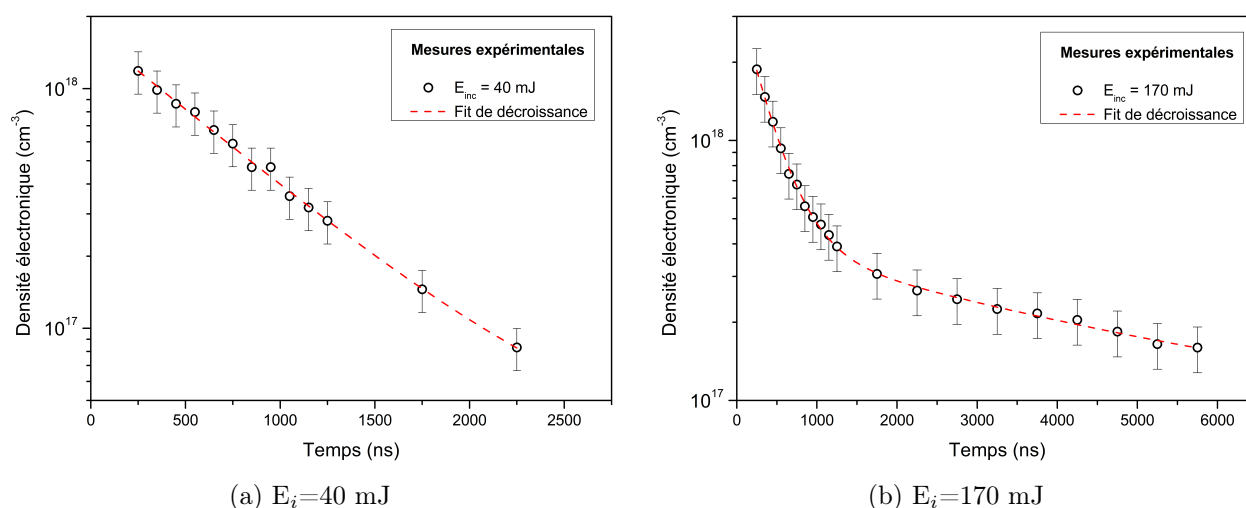 Densité électronique (cm-3)
10^18
10^17
Mesures expérimentales
E_inc = 40 mJ
Fit de décroissance
0 500 1000 1500 2000 2500
Temps (ns)
(a) E_i=40 mJ
Densité électronique (cm-3)
10^18
10^17
Mesures expérimentales
E_inc = 170 mJ
Fit de décroissance
0 1000 2000 3000 4000 5000 6000
Temps (ns)
(b) E_i=170 mJ